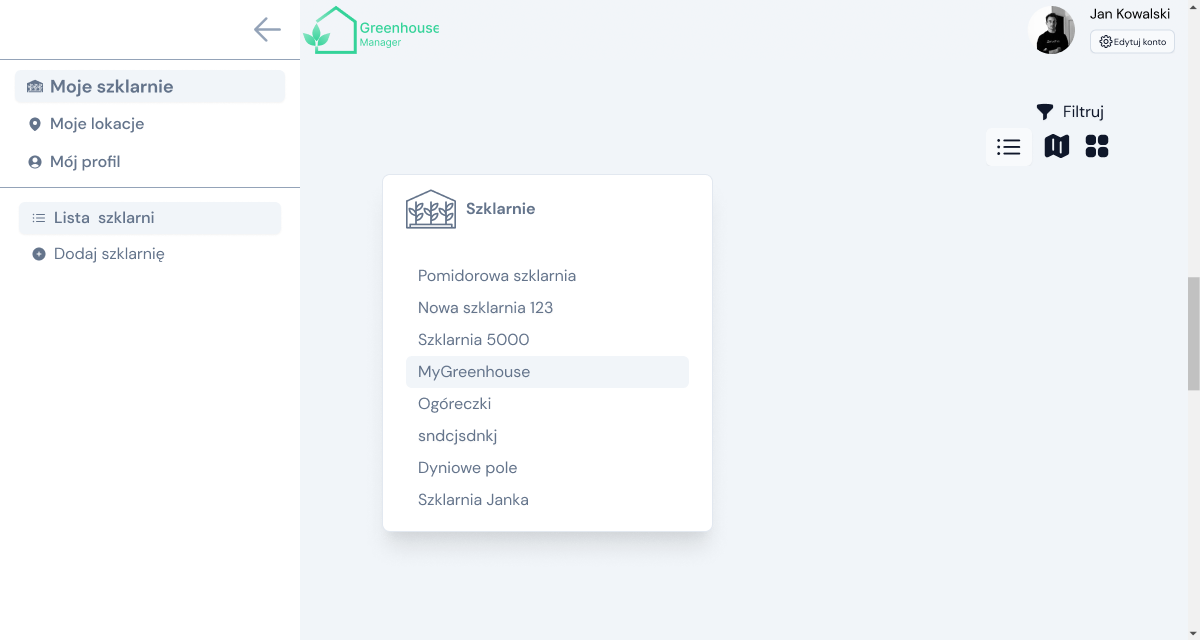 Greenhouse
Manager
Jan Kowalski
Edytuj konto
Moje szklarnie
Moje lokacje
Mój profil
Lista szklarni
Dodaj szklarnię
Filtruj
Szklarnie
Pomidorowa szklarnia
Nowa szklarnia 123
Szklarnia 5000
MyGreenhouse
Ogóreczki
sndcjsdnkj
Dyniowe pole
Szklarnia Janka